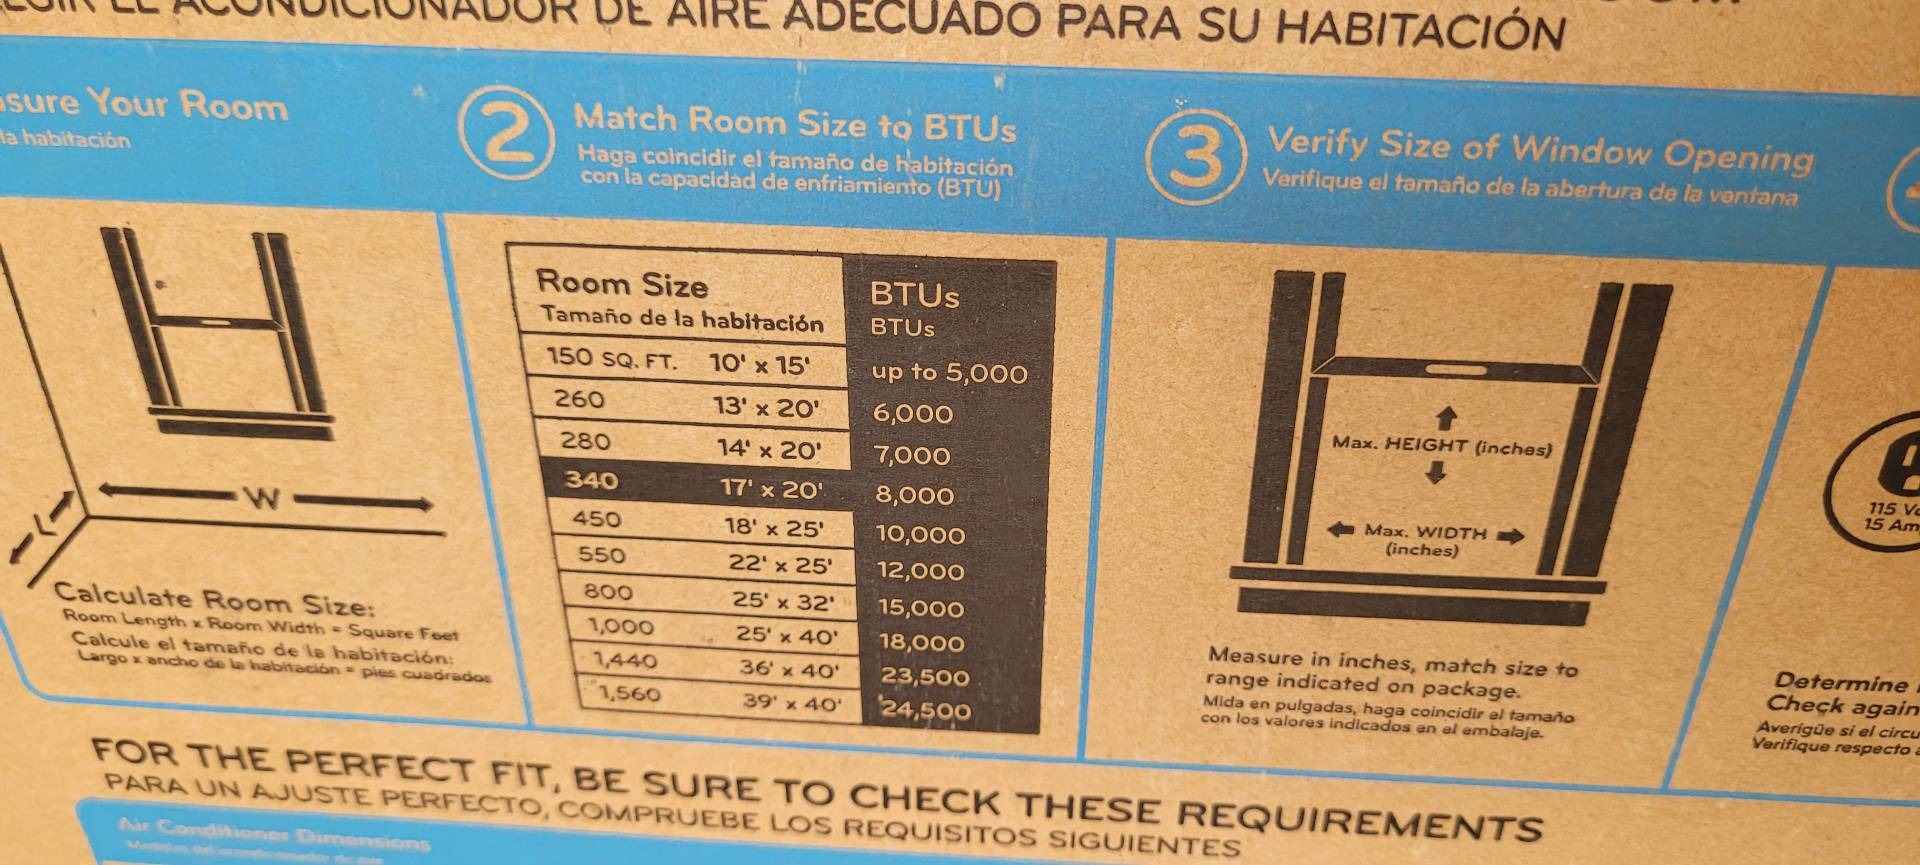 EL ACONDICIONADOR DE AIRE ADECUADO PARA SU HABITACIÓN
Your Room
la habitación
2
Match Room Size to BTUs
Haga coincidir el tamaño de habitación
con la capacidad de enfriamiento (BTU)
3
Verify Size of Window Opening
Verifique el tamaño de la abertura de la ventana
W
L
Calculate Room Size:
Room Length x Room Width = Square Feet
Calcule el tamaño de la habitación:
Largo x ancho de la habitación = pies cuadrados
Room Size BTUs
Tamaño de la habitación BTUs
150 SQ. FT. 10' x 15' up to 5,000
260 13' x 20' 6,000
280 14' x 20' 7,000
340 17' x 20' 8,000
450 18' x 25' 10,000
550 22' x 25' 12,000
800 25' x 32' 15,000
1,000 25' x 40' 18,000
1,440 36' x 40' 23,500
1,560 39' x 40' 24,500
Max. HEIGHT (inches)
Max. WIDTH
(inches)
Measure in inches, match size to
range indicated on package.
Mida en pulgadas, haga coincidir el tamaño
con los valores indicados en el embalaje.
115
15
Determine
Check
Averigüe si el
Verifique respecto
FOR THE PERFECT FIT, BE SURE TO CHECK THESE REQUIREMENTS
PARA UN AJUSTE PERFECTO, COMPRUEBE LOS REQUISITOS SIGUIENTES
Air Conditioner Dimensions